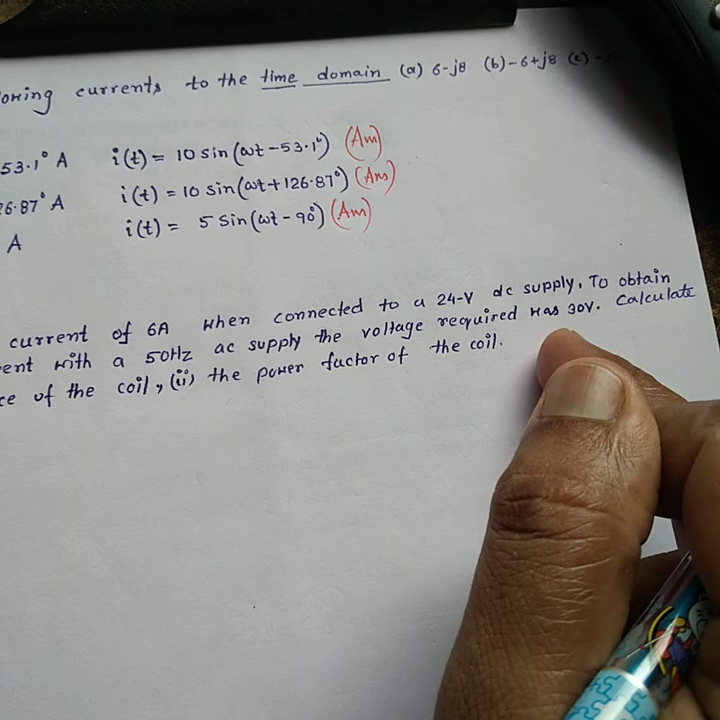 owing currents to the time domain (a) 6-j8 (b)-6+j8 (c) -j
53.1° A i(t) = 10 sin(ωt-53.1°) (Am)
26.87° A i(t) = 10 sin(ωt+126.87°) (Am)
A i(t) = 5 sin(ωt-90°) (Am)
current of 6A when connected to a 24-V dc supply. To obtain
ent with a 50Hz ac supply the voltage required was 30V. Calculate
ce of the coil, (ii) the power factor of the coil.